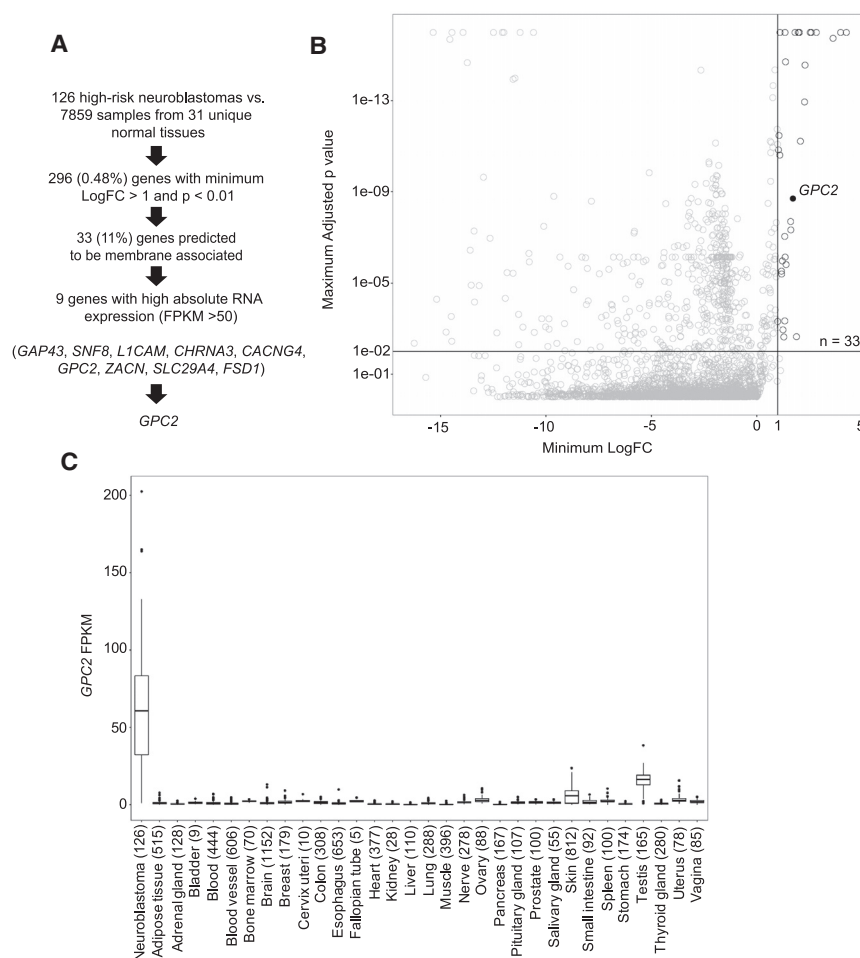 A
126 high-risk neuroblastomas vs.
7859 samples from 31 unique
normal tissues
296 (0.48%) genes with minimum
LogFC > 1 and p < 0.01
33 (11%) genes predicted
to be membrane associated
9 genes with high absolute RNA
expression (FPKM >50)
(GAP43, SNF8, L1CAM, CHRNA3, CACNG4,
GPC2, ZACN, SLC29A4, FSD1)
GPC2
B
Maximum Adjusted p value
1e-13
1e-09
1e-05
1e-02
1e-01
GPC2
n = 33
-15
-10
-5
0
1
5
Minimum LogFC
C
GPC2 FPKM
200
150
100
50
0
Neuroblastoma (126)
Adipose tissue (515)
Adrenal gland (128)
Bladder (9)
Blood (444)
Blood vessel (606)
Bone marrow (70)
Brain (1152)
Breast (179)
Cervix uteri (10)
Colon (308)
Esophagus (653)
Fallopian tube (5)
Heart (377)
Kidney (28)
Liver (110)
Lung (288)
Muscle (396)
Nerve (278)
Ovary (88)
Pancreas (167)
Pituitary gland (107)
Prostate (100)
Salivary gland (55)
Skin (812)
Small intestine (92)
Spleen (100)
Stomach (174)
Testis (165)
Thyroid gland (280)
Uterus (78)
Vagina (85)